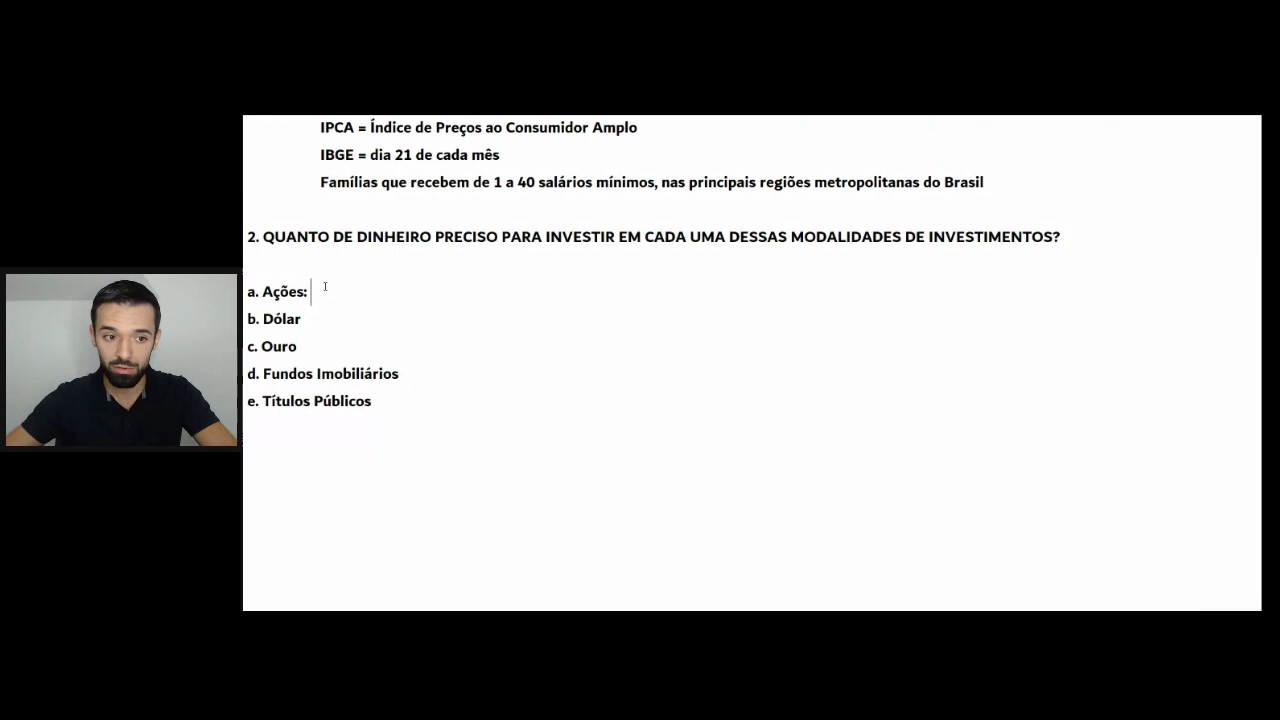 IPCA = Índice de Preços ao Consumidor Amplo
IBGE = dia 21 de cada mês
Famílias que recebem de 1 a 40 salários mínimos, nas principais regiões metropolitanas do Brasil
2. QUANTO DE DINHEIRO PRECISO PARA INVESTIR EM CADA UMA DESSAS MODALIDADES DE INVESTIMENTOS?
a. Ações:
b. Dólar
c. Ouro
d. Fundos Imobiliários
e. Títulos Públicos